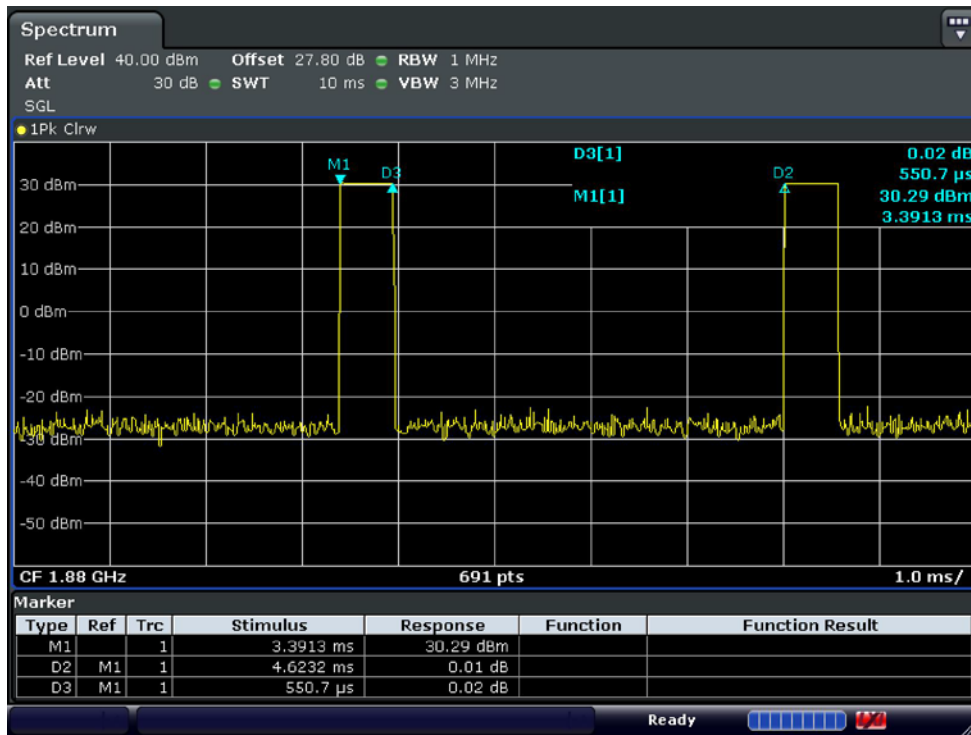 Spectrum
Ref Level 40.00 dBm Offset 27.80 dB RBW 1 MHz
Att 30 dB SWT 10 ms VBW 3 MHz
SGL
1Pk Clrw
D3[1] 0.02 dB
550.7 µs
M1[1] 30.29 dBm
3.3913 ms
M1
D3
D2
30 dBm
20 dBm
10 dBm
0 dBm
-10 dBm
-20 dBm
-30 dBm
-40 dBm
-50 dBm
CF 1.88 GHz 691 pts 1.0 ms/
Marker
Type Ref Trc Stimulus Response Function Function Result
M1 1 3.3913 ms 30.29 dBm
D2 M1 1 4.6232 ms 0.01 dB
D3 M1 1 550.7 µs 0.02 dB
Ready